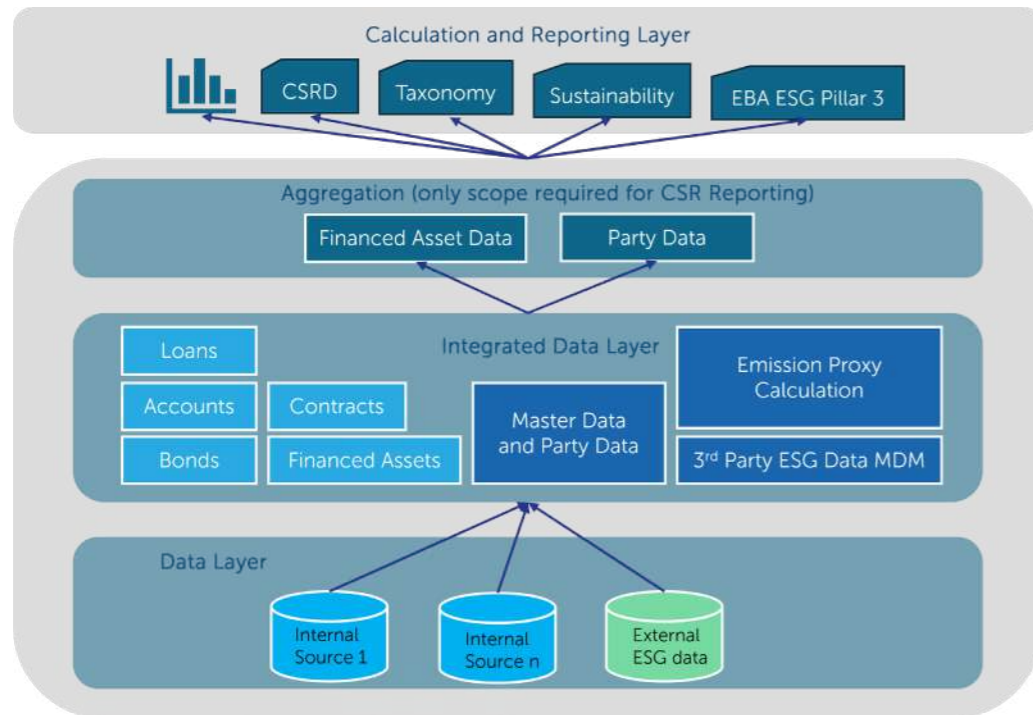 Calculation and Reporting Layer
CSRD
Taxonomy
Sustainability
EBA ESG Pillar 3
Aggregation (only scope required for CSR Reporting)
Financed Asset Data
Party Data
Integrated Data Layer
Loans
Accounts
Contracts
Bonds
Financed Assets
Master Data
and Party Data
Emission Proxy
Calculation
3rd Party ESG Data MDM
Data Layer
Internal
Source 1
Internal
Source n
External
ESG data